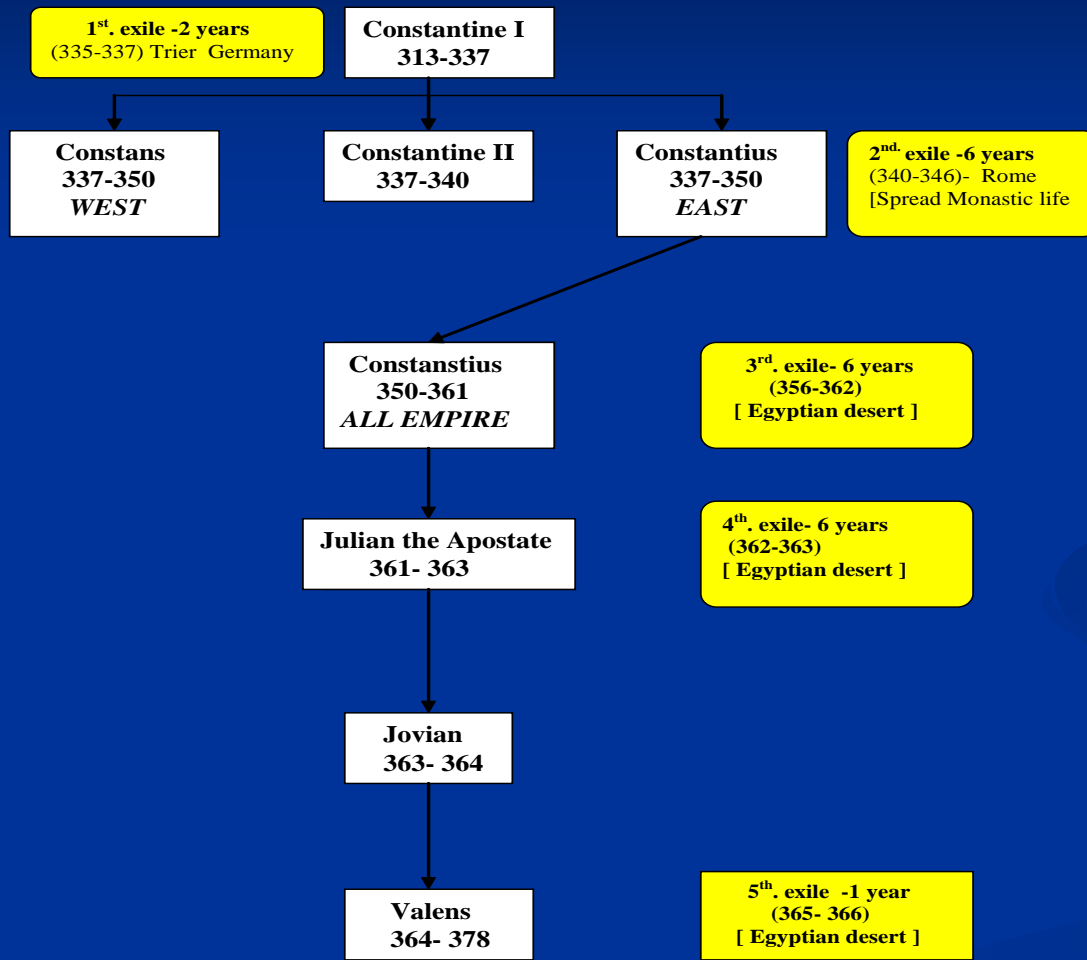 1st. exile -2 years
(335-337) Trier Germany
Constantine I
313-337
Constans
337-350
WEST
Constantine II
337-340
Constantius
337-350
EAST
2nd. exile -6 years
(340-346)- Rome
[Spread Monastic life
Constanstius
350-361
ALL EMPIRE
3rd. exile- 6 years
(356-362)
[ Egyptian desert ]
Julian the Apostate
361- 363
4th. exile- 6 years
(362-363)
[ Egyptian desert ]
Jovian
363- 364
Valens
364- 378
5th. exile -1 year
(365- 366)
[ Egyptian desert ]